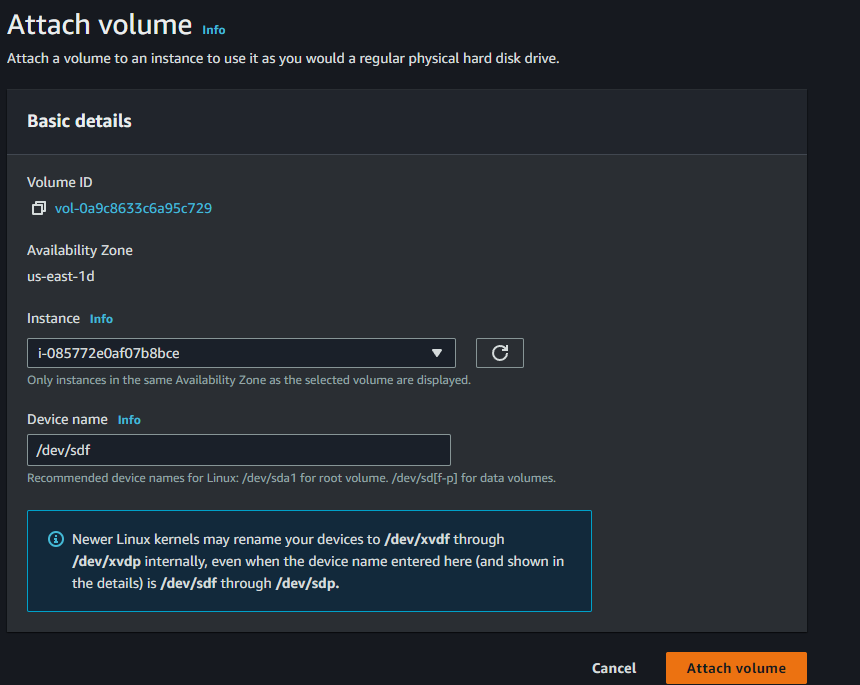 Attach volume Info
Attach a volume to an instance to use it as you would a regular physical hard disk drive.
Basic details
Volume ID
vol-0a9c8633c6a95c729
Availability Zone
us-east-1d
Instance Info
i-085772e0af07b8bce
Only instances in the same Availability Zone as the selected volume are displayed.
Device name Info
/dev/sdf
Recommended device names for Linux: /dev/sda1 for root volume. /dev/sd[f-p] for data volumes.
Newer Linux kernels may rename your devices to /dev/xvdf through
/dev/xvdp internally, even when the device name entered here (and shown in
the details) is /dev/sdf through /dev/sdp.
Cancel Attach volume